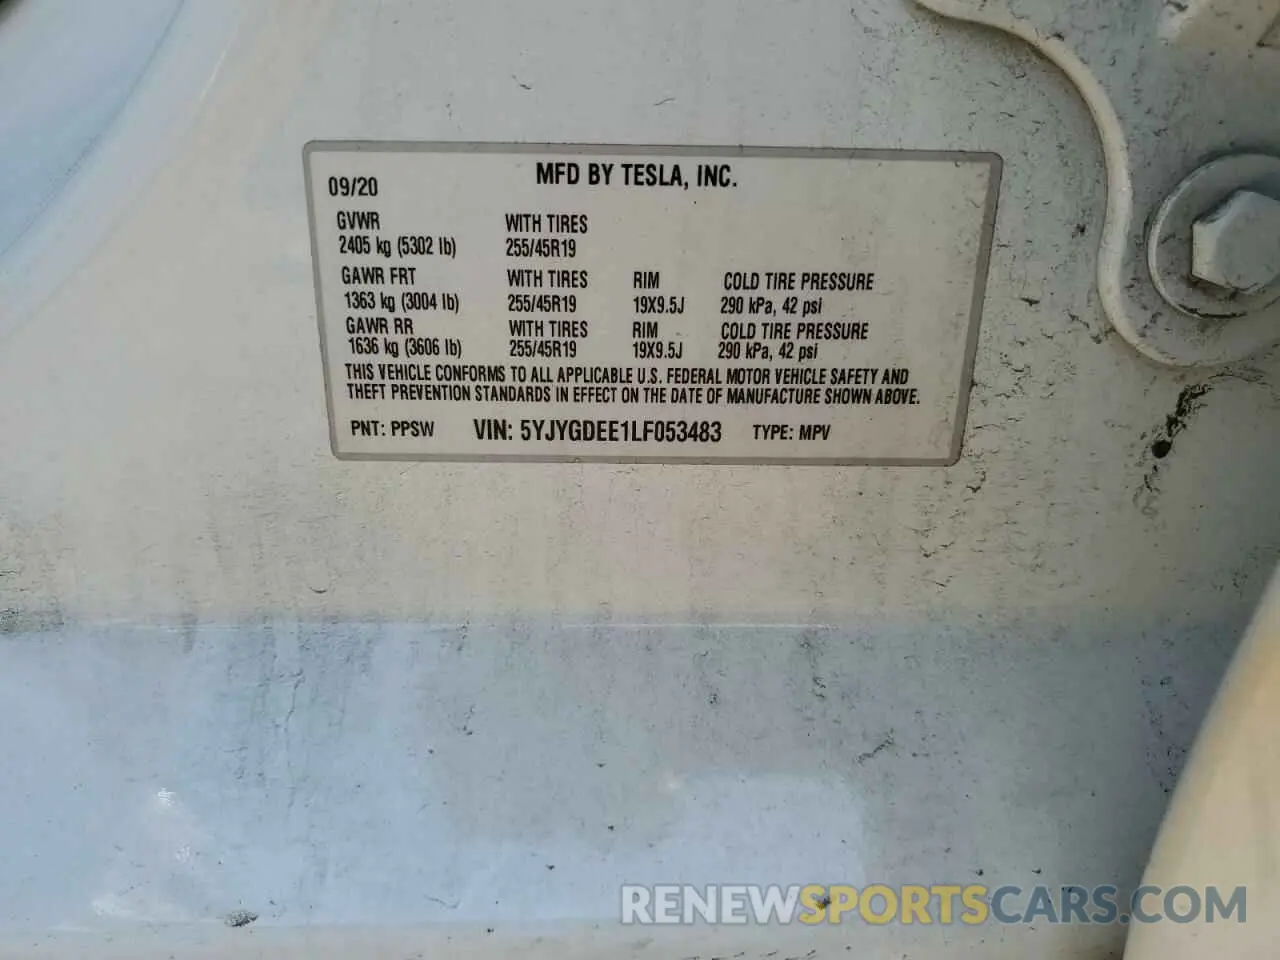 MFD BY TESLA, INC.
09/20
GVWR WITH TIRES
2405 kg (5302 lb) 255/45R19
GAWR FRT WITH TIRES RIM COLD TIRE PRESSURE
1363 kg (3004 lb) 255/45R19 19X9.5J 290 kPa, 42 psi
GAWR RR WITH TIRES RIM COLD TIRE PRESSURE
1636 kg (3606 lb) 255/45R19 19X9.5J 290 kPa, 42 psi
THIS VEHICLE CONFORMS TO ALL APPLICABLE U.S. FEDERAL MOTOR VEHICLE SAFETY AND
THEFT PREVENTION STANDARDS IN EFFECT ON THE DATE OF MANUFACTURE SHOWN ABOVE.
PNT: PPSW VIN: 5YJYGDEE1LF053483 TYPE: MPV
RENEWSPORTSCARS.COM